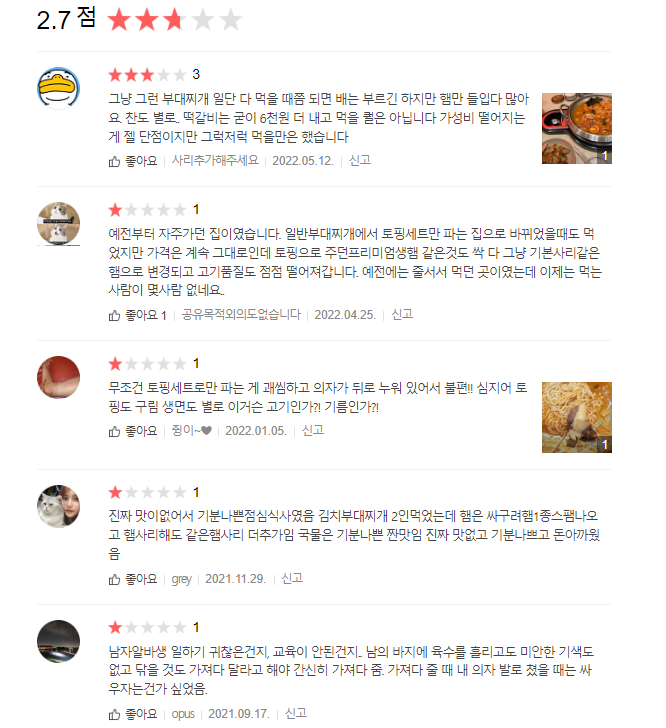 2.7 점
3
그냥 그런 부대찌개 일단 다 먹을 때쯤 되면 배는 부르긴 하지만 햄만 들입다 많아
요. 찬도 별로.. 떡갈비는 굳이 6천원 더 내고 먹을 퀄은 아닙니다 가성비 떨어지는
게 젤 단점이지만 그럭저럭 먹을만은 했습니다
좋아요 사리추가해주세요 2022.05.12. 신고
1
1
예전부터 자주가던 집이였습니다. 일반부대찌개에서 토핑세트만 파는 집으로 바뀌었을때도 먹
었지만 가격은 계속 그대로인데 토핑으로 주던프리미엄생햄 같은것도 싹 다 그냥 기본사리같은
햄으로 변경되고 고기품질도 점점 떨어져갑니다. 예전에는 줄서서 먹던 곳이였는데 이제는 먹는
사람이 몇사람 없네요..
좋아요 1 공유목적외의도없습니다 2022.04.25. 신고
1
무조건 토핑세트로만 파는 게 괘씸하고 의자가 뒤로 누워 있어서 불편!! 심지어 토
핑도 구림 생면도 별로 이거슨 고기인가?! 기름인가?!
1
좋아요 쥥이~♥ 2022.01.05. 신고
1
진짜 맛이없어서 기분나쁜점심식사였음 김치부대찌개 2인먹었는데 햄은 싸구려햄1종스팸나오
고 햄사리해도 같은햄사리 더추가임 국물은 기분나쁜 짠맛임 진짜 맛없고 기분나쁘고 돈아까웠
음
좋아요 grey 2021.11.29. 신고
1
남자알바생 일하기 귀찮은건지, 교육이 안된건지.. 남의 바지에 육수를 흘리고도 미안한 기색도
없고 닦을 것도 가져다 달라고 해야 간신히 가져다 줌. 가져다 줄 때 내 의자 발로 쳤을 때는 싸
우자는건가 싶었음.
좋아요 opus 2021.09.17. 신고